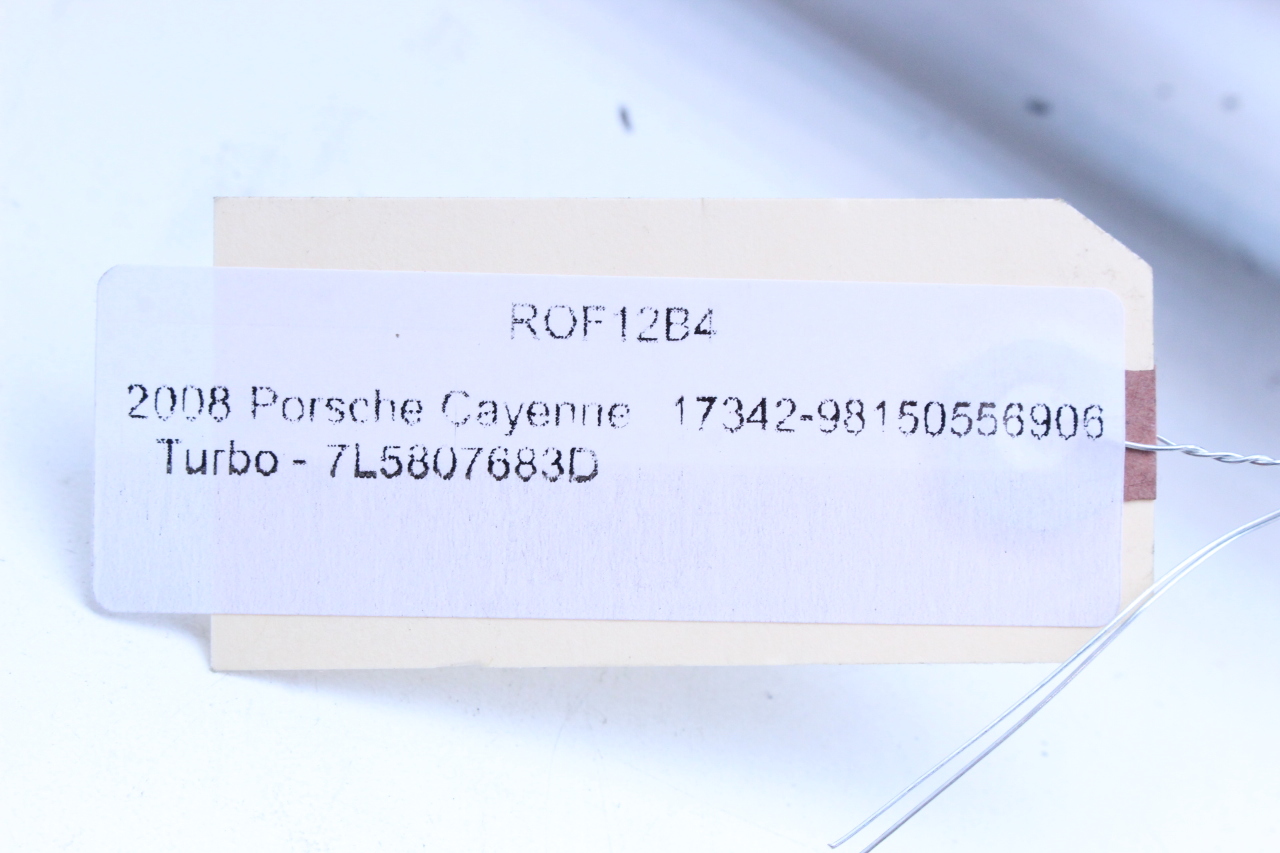 ROF12B4
2008 Porsche Cayenne 17342-98150556906
Turbo - 7L5807683D